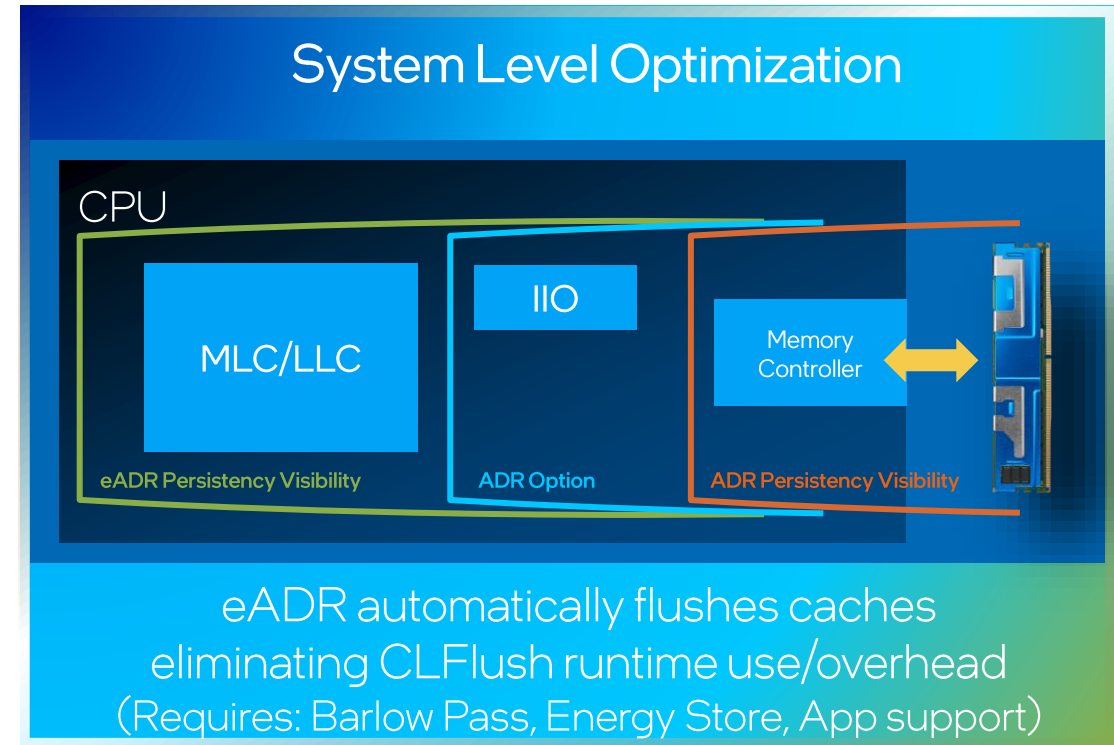 System Level Optimization
CPU
MLC/LLC
IIO
Memory
Controller
eADR Persistency Visibility
ADR Option
ADR Persistency Visibility
eADR automatically flushes caches
eliminating CLFlush runtime use/overhead
(Requires: Barlow Pass, Energy Store, App support)